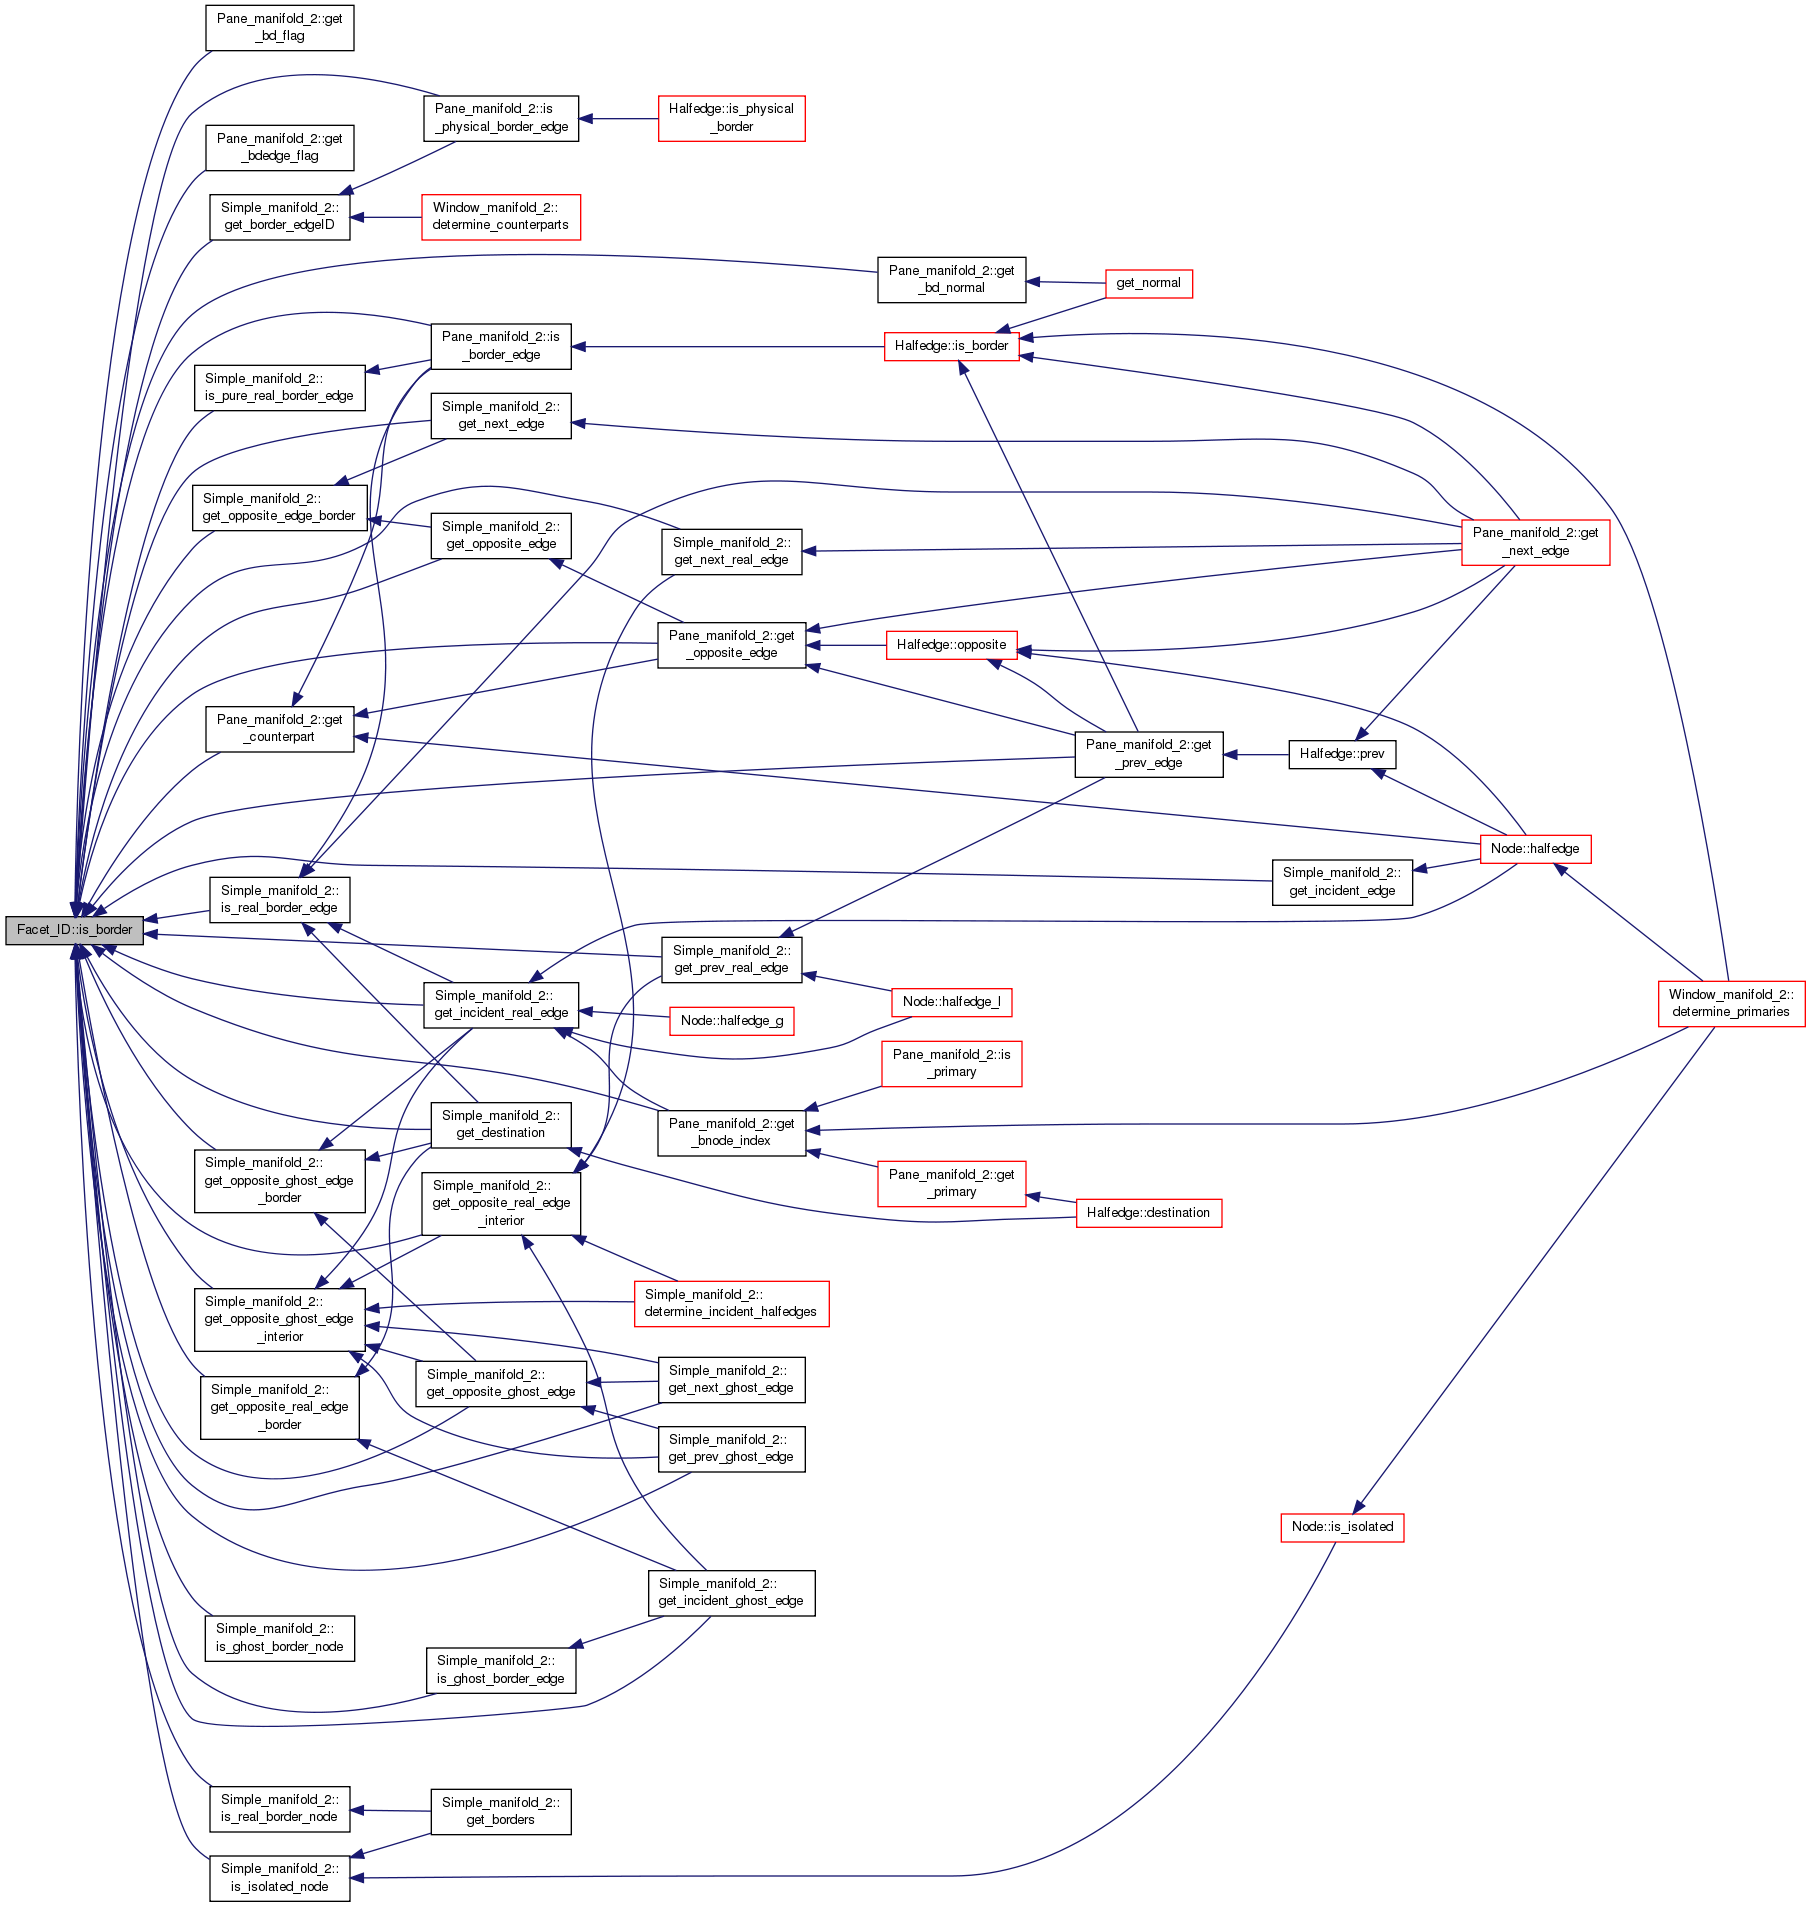 Pane_manifold_2::get
_bd_flag
Pane_manifold_2::is
_physical_border_edge
Halfedge::is_physical
_border
Pane_manifold_2::get
_bdedge_flag
Simple_manifold_2::
get_border_edgeID
Window_manifold_2::
determine_counterparts
Pane_manifold_2::get
_bd_normal
get_normal
Pane_manifold_2::is
_border_edge
Halfedge::is_border
Simple_manifold_2::
is_pure_real_border_edge
Simple_manifold_2::
get_next_edge
Simple_manifold_2::
get_opposite_edge_border
Simple_manifold_2::
get_opposite_edge
Simple_manifold_2::
get_next_real_edge
Pane_manifold_2::get
_next_edge
Pane_manifold_2::get
_opposite_edge
Halfedge::opposite
Pane_manifold_2::get
_counterpart
Pane_manifold_2::get
_prev_edge
Halfedge::prev
Node::halfedge
Simple_manifold_2::
get_incident_edge
Simple_manifold_2::
is_real_border_edge
Facet_ID::is_border
Simple_manifold_2::
get_prev_real_edge
Simple_manifold_2::
get_incident_real_edge
Node::halfedge_l
Node::halfedge_g
Window_manifold_2::
determine_primaries
Pane_manifold_2::is
_primary
Simple_manifold_2::
get_destination
Pane_manifold_2::get
_bnode_index
Simple_manifold_2::
get_opposite_ghost_edge
_border
Pane_manifold_2::get
_primary
Simple_manifold_2::
get_opposite_real_edge
_interior
Halfedge::destination
Simple_manifold_2::
get_opposite_ghost_edge
_interior
Simple_manifold_2::
determine_incident_halfedges
Simple_manifold_2::
get_opposite_real_edge
_border
Simple_manifold_2::
get_opposite_ghost_edge
Simple_manifold_2::
get_next_ghost_edge
Simple_manifold_2::
get_prev_ghost_edge
Node::is_isolated
Simple_manifold_2::
get_incident_ghost_edge
Simple_manifold_2::
is_ghost_border_node
Simple_manifold_2::
is_ghost_border_edge
Simple_manifold_2::
is_real_border_node
Simple_manifold_2::
get_borders
Simple_manifold_2::
is_isolated_node